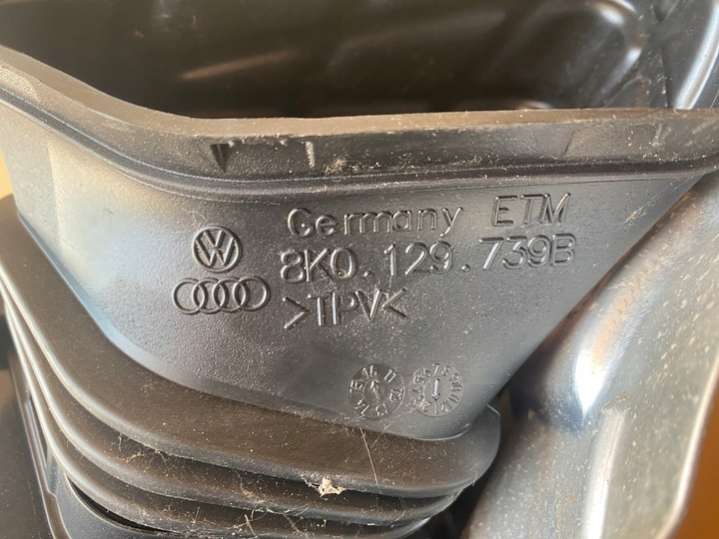 Germany ETM
8K0.129.739B
>TPV<